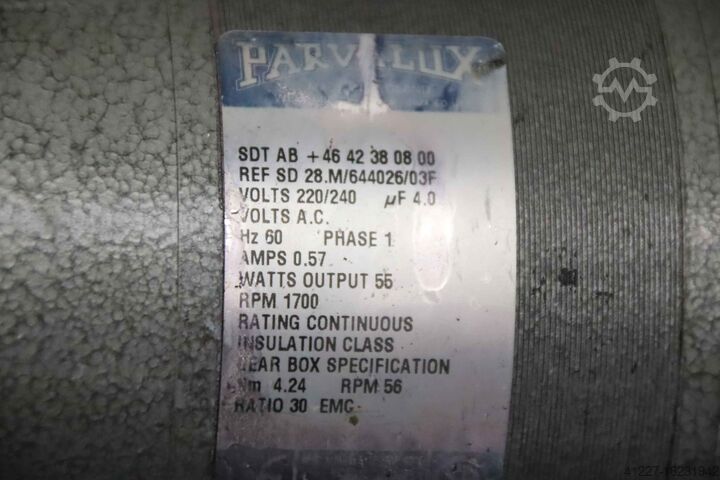 PARVALUX
SDT AB +46 42 38 08 00
REF SD 28.M/644026/03F
VOLTS 220/240 µF 4.0
VOLTS A.C.
Hz 60 PHASE 1
AMPS 0.57
WATTS OUTPUT 55
RPM 1700
RATING CONTINUOUS
INSULATION CLASS
GEAR BOX SPECIFICATION
Nm 4.24 RPM 56
RATIO 30 EMC
41227-18231942